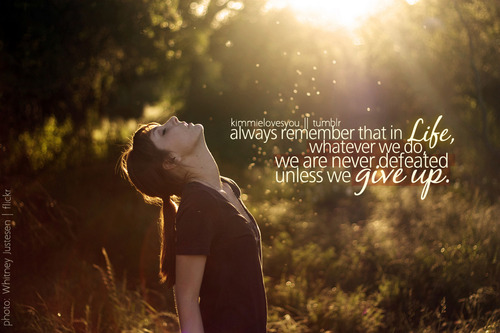 kimmielovesyou || tumblr
always remember that in Life,
whatever we do,
we are never defeated
unless we give up.
photo: Whitney Justesen | flickr